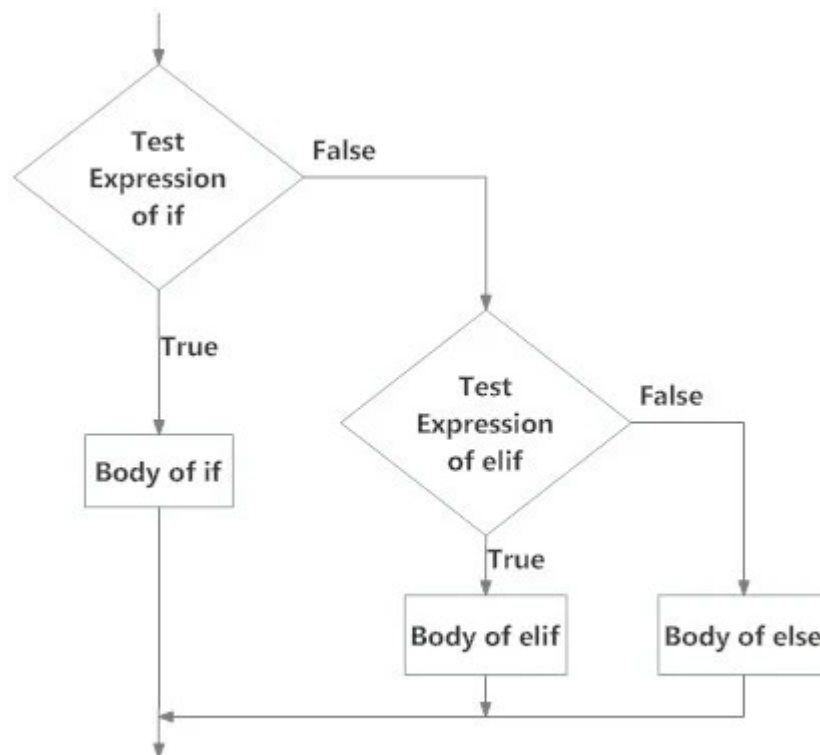 Test
Expression
of if
False
True
Test
Expression
of elif
False
Body of if
True
Body of elif
Body of else